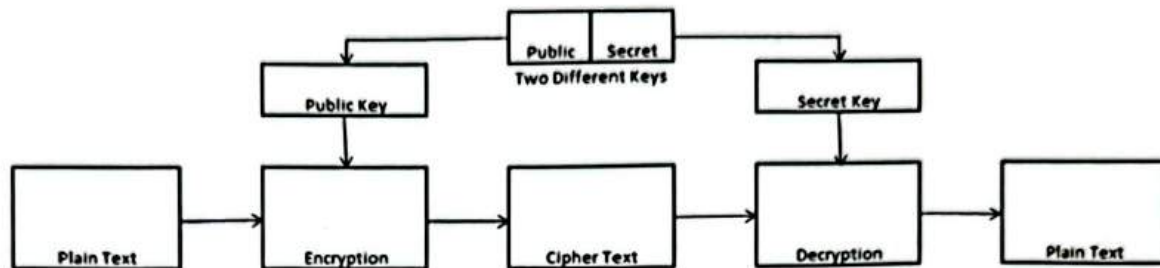 Public Secret
Two Different Keys
Public Key Secret Key
Plain Text Encryption Cipher Text Decryption Plain Text